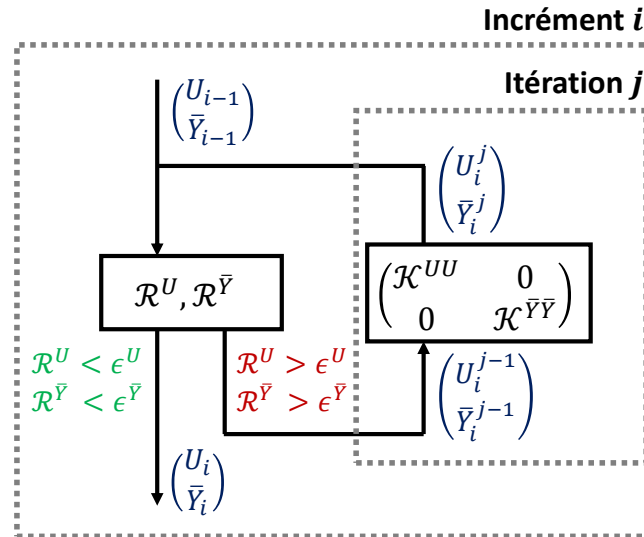 Incrément i
Itération j
(U_{i-1}
Ȳ_{i-1})
(U_i^j
Ȳ_i^j)
ℛ^U, ℛ^Ȳ
(𝒦^{UU} 0
0 𝒦^{ȲȲ})
ℛ^U < ϵ^U
ℛ^Ȳ < ϵ^Ȳ
ℛ^U > ϵ^U
ℛ^Ȳ > ϵ^Ȳ
(U_i^{j-1}
Ȳ_i^{j-1})
(U_i
Ȳ_i)